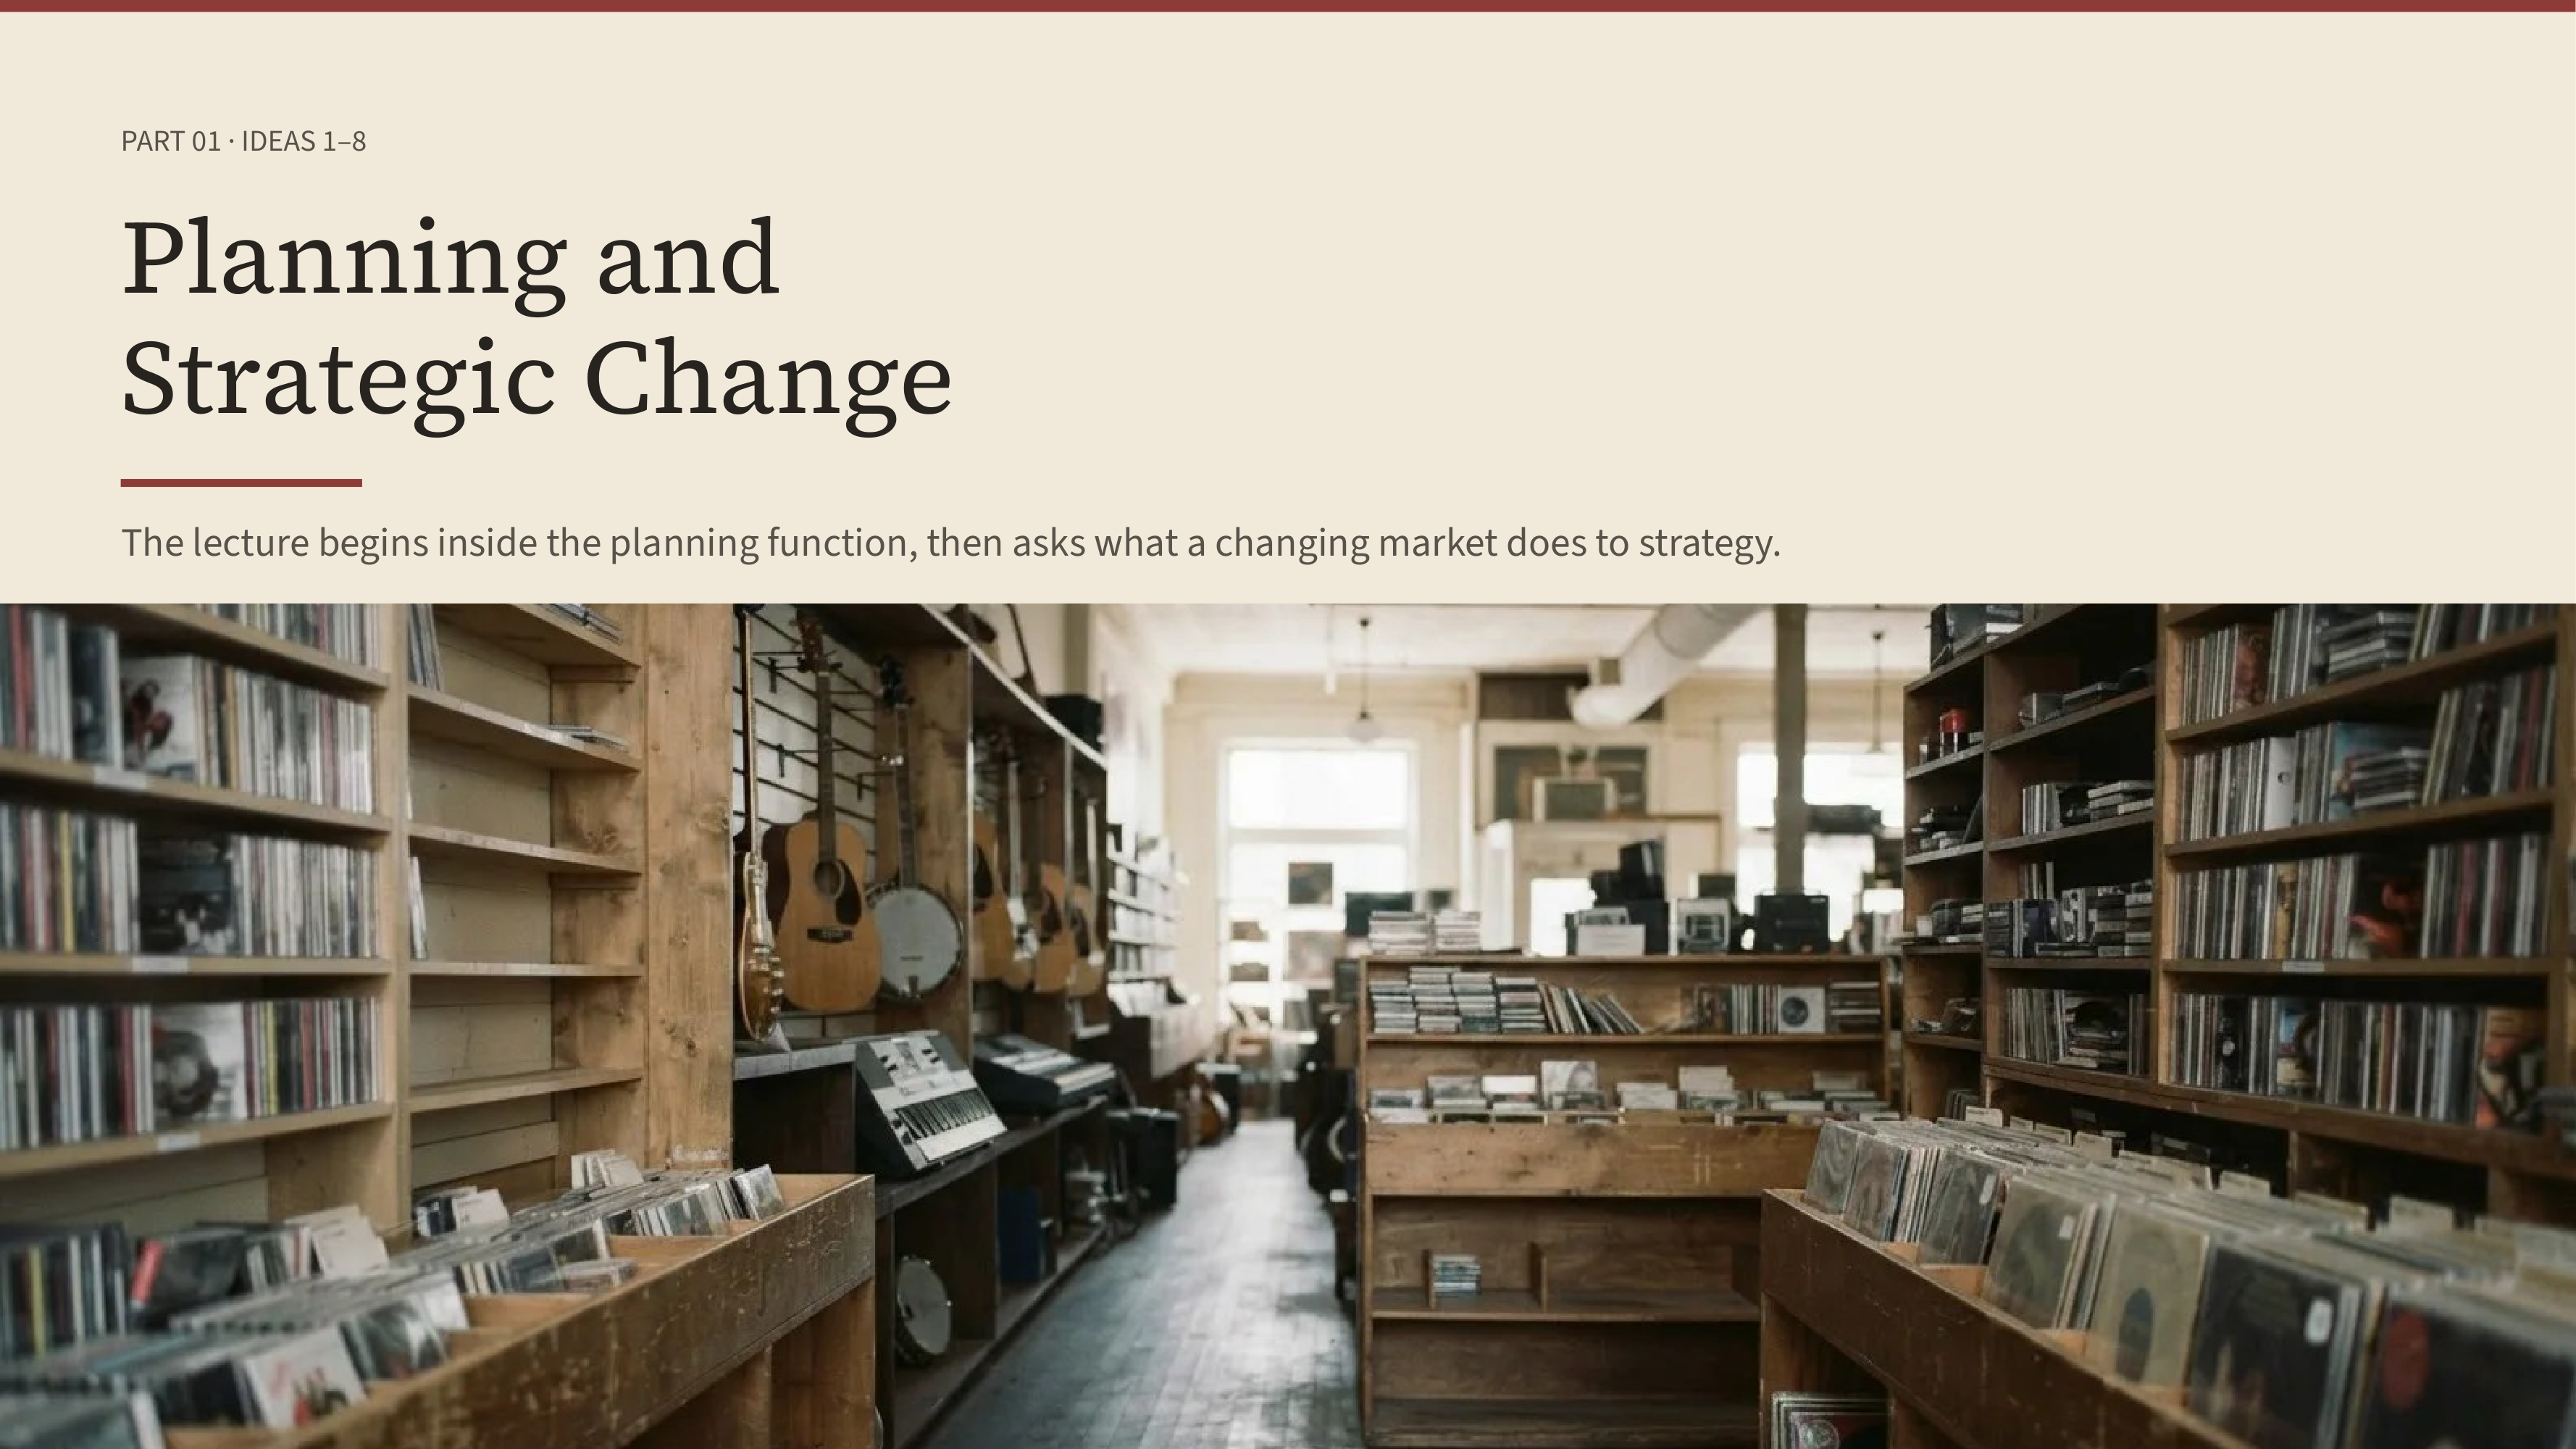 PART 01 · IDEAS 1–8
Planning and
Strategic Change
The lecture begins inside the planning function, then asks what a changing market does to strategy.